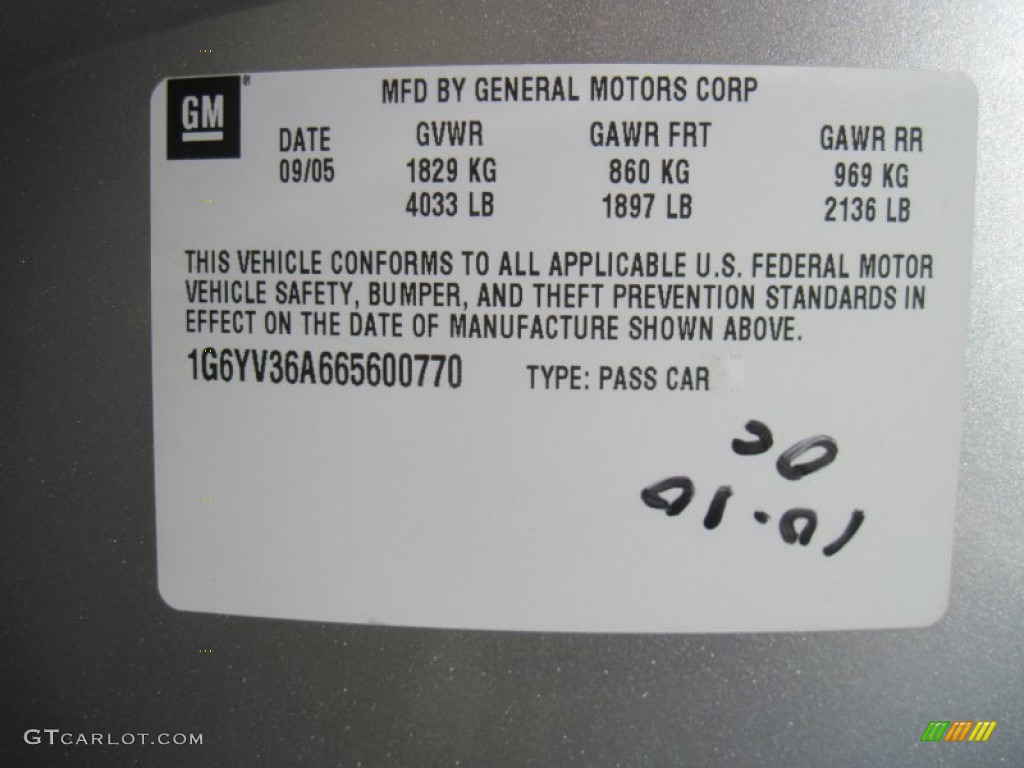 GM®
MFD BY GENERAL MOTORS CORP
DATE GVWR GAWR FRT GAWR RR
09/05 1829 KG 860 KG 969 KG
4033 LB 1897 LB 2136 LB
THIS VEHICLE CONFORMS TO ALL APPLICABLE U.S. FEDERAL MOTOR
VEHICLE SAFETY, BUMPER, AND THEFT PREVENTION STANDARDS IN
EFFECT ON THE DATE OF MANUFACTURE SHOWN ABOVE.
1G6YV36A665600770 TYPE: PASS CAR
GTCARLOT.COM